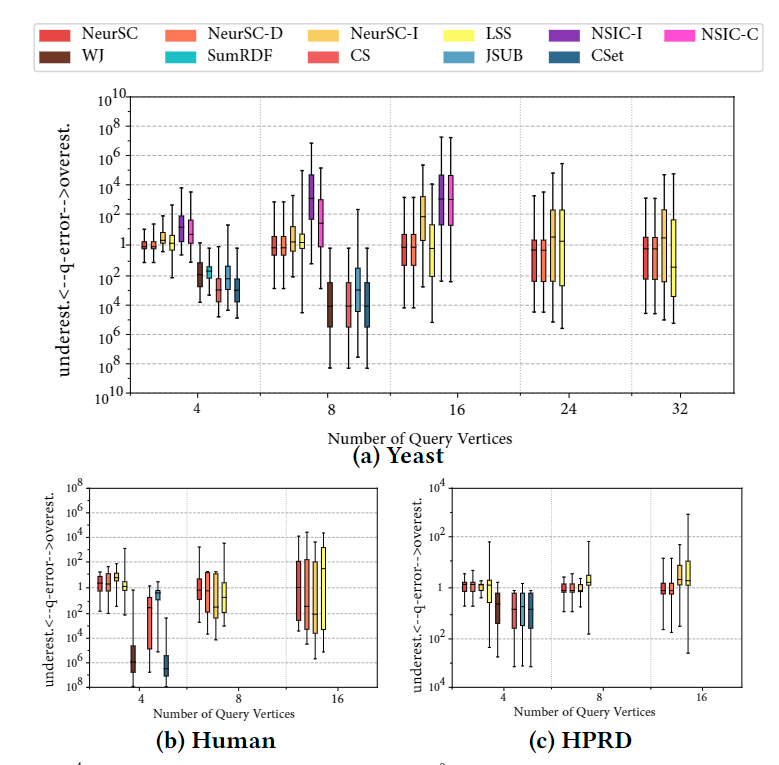 NeurSC NeurSC-D NeurSC-I LSS NSIC-I NSIC-C
WJ SumRDF CS JSUB CSet
underest.<--q-error-->overest.
10^10
10^8
10^6
10^4
10^2
1
10^2
10^4
10^6
10^8
10^10
4 8 16 24 32
Number of Query Vertices
(a) Yeast
underest.<--q-error-->overest.
10^8
10^6
10^4
10^2
1
10^2
10^4
10^6
10^8
4 8 16
Number of Query Vertices
(b) Human
underest.<--q-error-->overest.
10^4
10^2
1
10^2
10^4
4 8 16
Number of Query Vertices
(c) HPRD